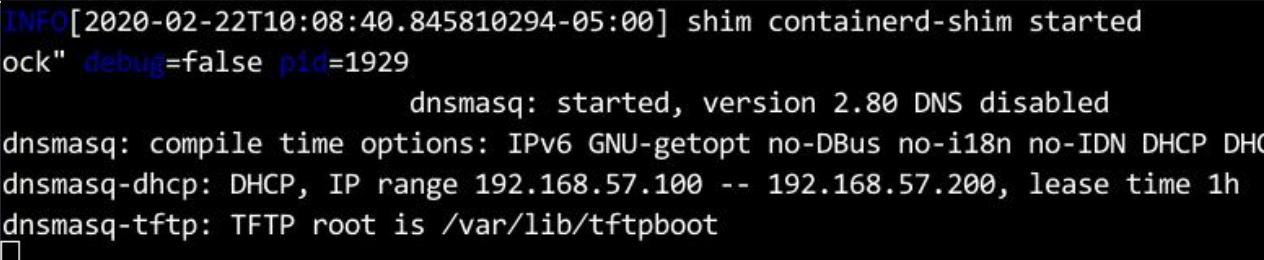 INFO[2020-02-22T10:08:40.845810294-05:00] shim containerd-shim started
ock" debug=false pid=1929
dnsmasq: started, version 2.80 DNS disabled
dnsmasq: compile time options: IPv6 GNU-getopt no-DBus no-i18n no-IDN DHCP DHC
dnsmasq-dhcp: DHCP, IP range 192.168.57.100 -- 192.168.57.200, lease time 1h
dnsmasq-tftp: TFTP root is /var/lib/tftpboot